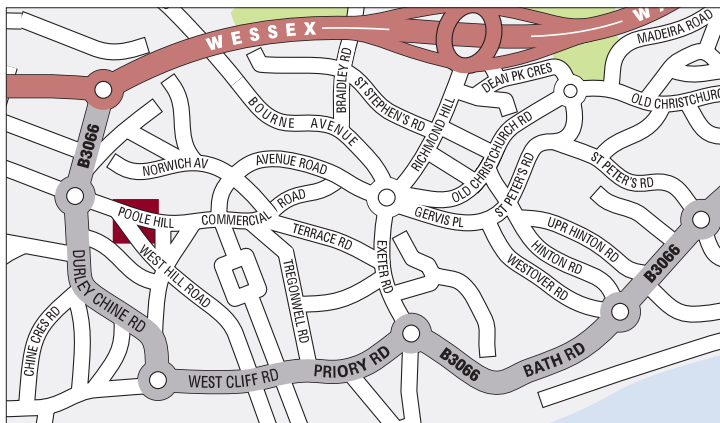 WESSEX
W
MADEIRA ROAD
DEAN PK CRES
OLD CHRISTCHURC
BRAIDLEY RD
ST STEPHEN'S RD
BOURNE AVENUE
RICHMOND HILL
OLD CHRISTCHURCH RD
B3066
NORWICH AV
AVENUE ROAD
ST PETER'S RD
ST PETER'S RD
POOLE HILL
COMMERCIAL ROAD
GERVIS PL
UPR HINTON RD
HINTON RD
WESTOVER RD
TERRACE RD
EXETER RD
WEST HILL ROAD
TREGONWELL RD
DURLEY CHINE RD
CHINE CRES RD
B3066
WEST CLIFF RD
PRIORY RD
B3066
BATH RD